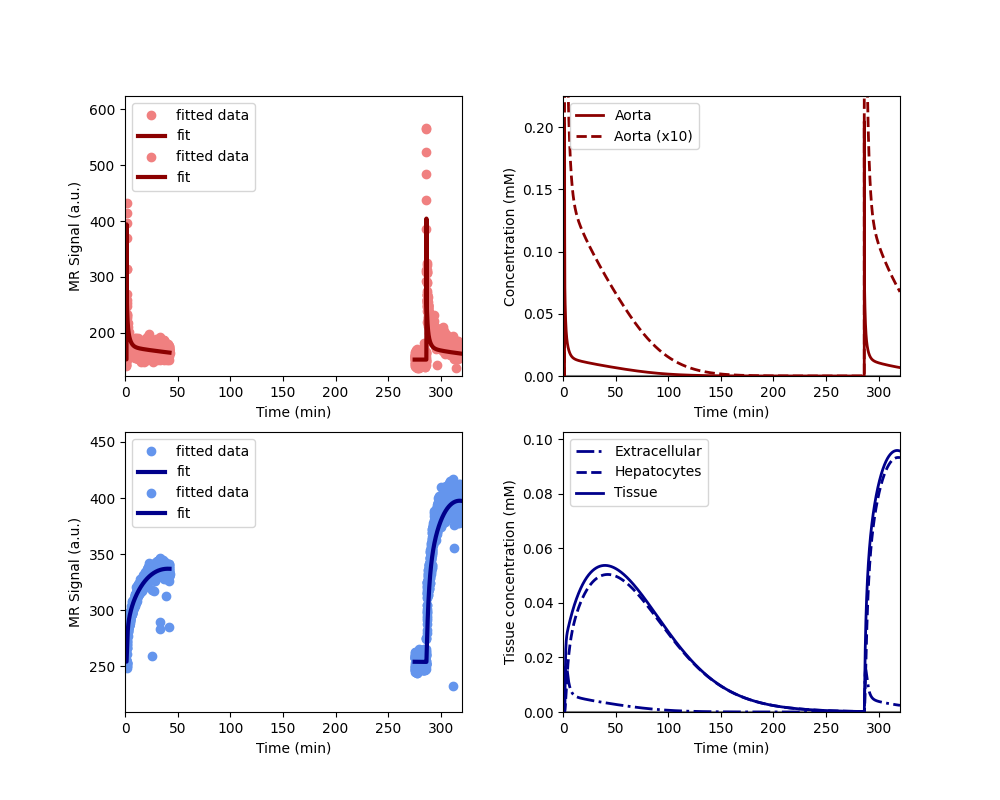 600
500
400
300
200
MR Signal (a.u.)
fitted data
fit
fitted data
fit
0 50 100 150 200 250 300
Time (min)
0.20
0.15
0.10
0.05
0.00
Concentration (mM)
Aorta
Aorta (x10)
0 50 100 150 200 250 300
Time (min)
450
400
350
300
250
MR Signal (a.u.)
fitted data
fit
fitted data
fit
0 50 100 150 200 250 300
Time (min)
0.10
0.08
0.06
0.04
0.02
0.00
Tissue concentration (mM)
Extracellular
Hepatocytes
Tissue
0 50 100 150 200 250 300
Time (min)